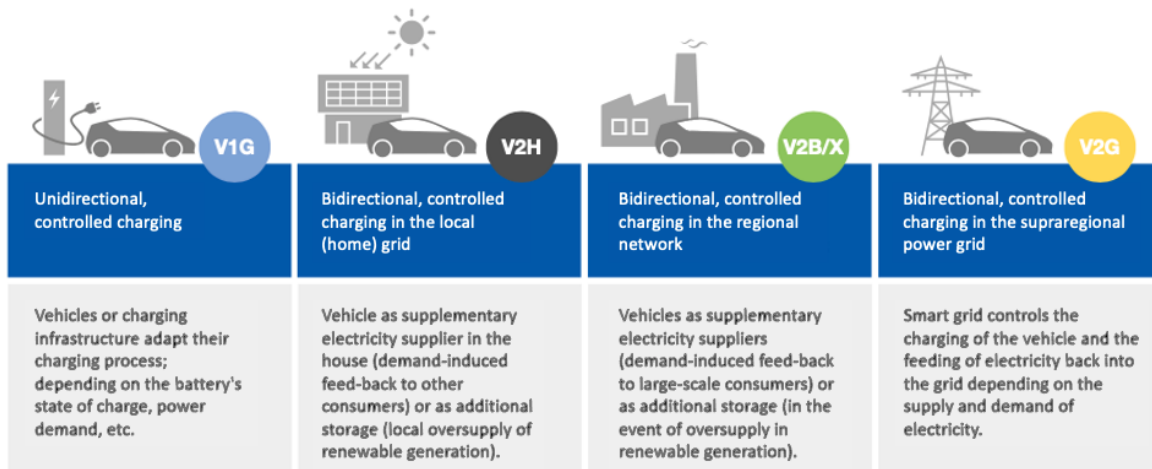 V1G
Unidirectional,
controlled charging
Vehicles or charging
infrastructure adapt their
charging process;
depending on the battery's
state of charge, power
demand, etc.
V2H
Bidirectional, controlled
charging in the local
(home) grid
Vehicle as supplementary
electricity supplier in the
house (demand-induced
feed-back to other
consumers) or as additional
storage (local oversupply of
renewable generation).
V2B/X
Bidirectional, controlled
charging in the regional
network
Vehicles as supplementary
electricity suppliers
(demand-induced feed-back
to large-scale consumers) or
as additional storage (in the
event of oversupply in
renewable generation).
V2G
Bidirectional, controlled
charging in the supraregional
power grid
Smart grid controls the
charging of the vehicle and the
feeding of electricity back into
the grid depending on the
supply and demand of
electricity.